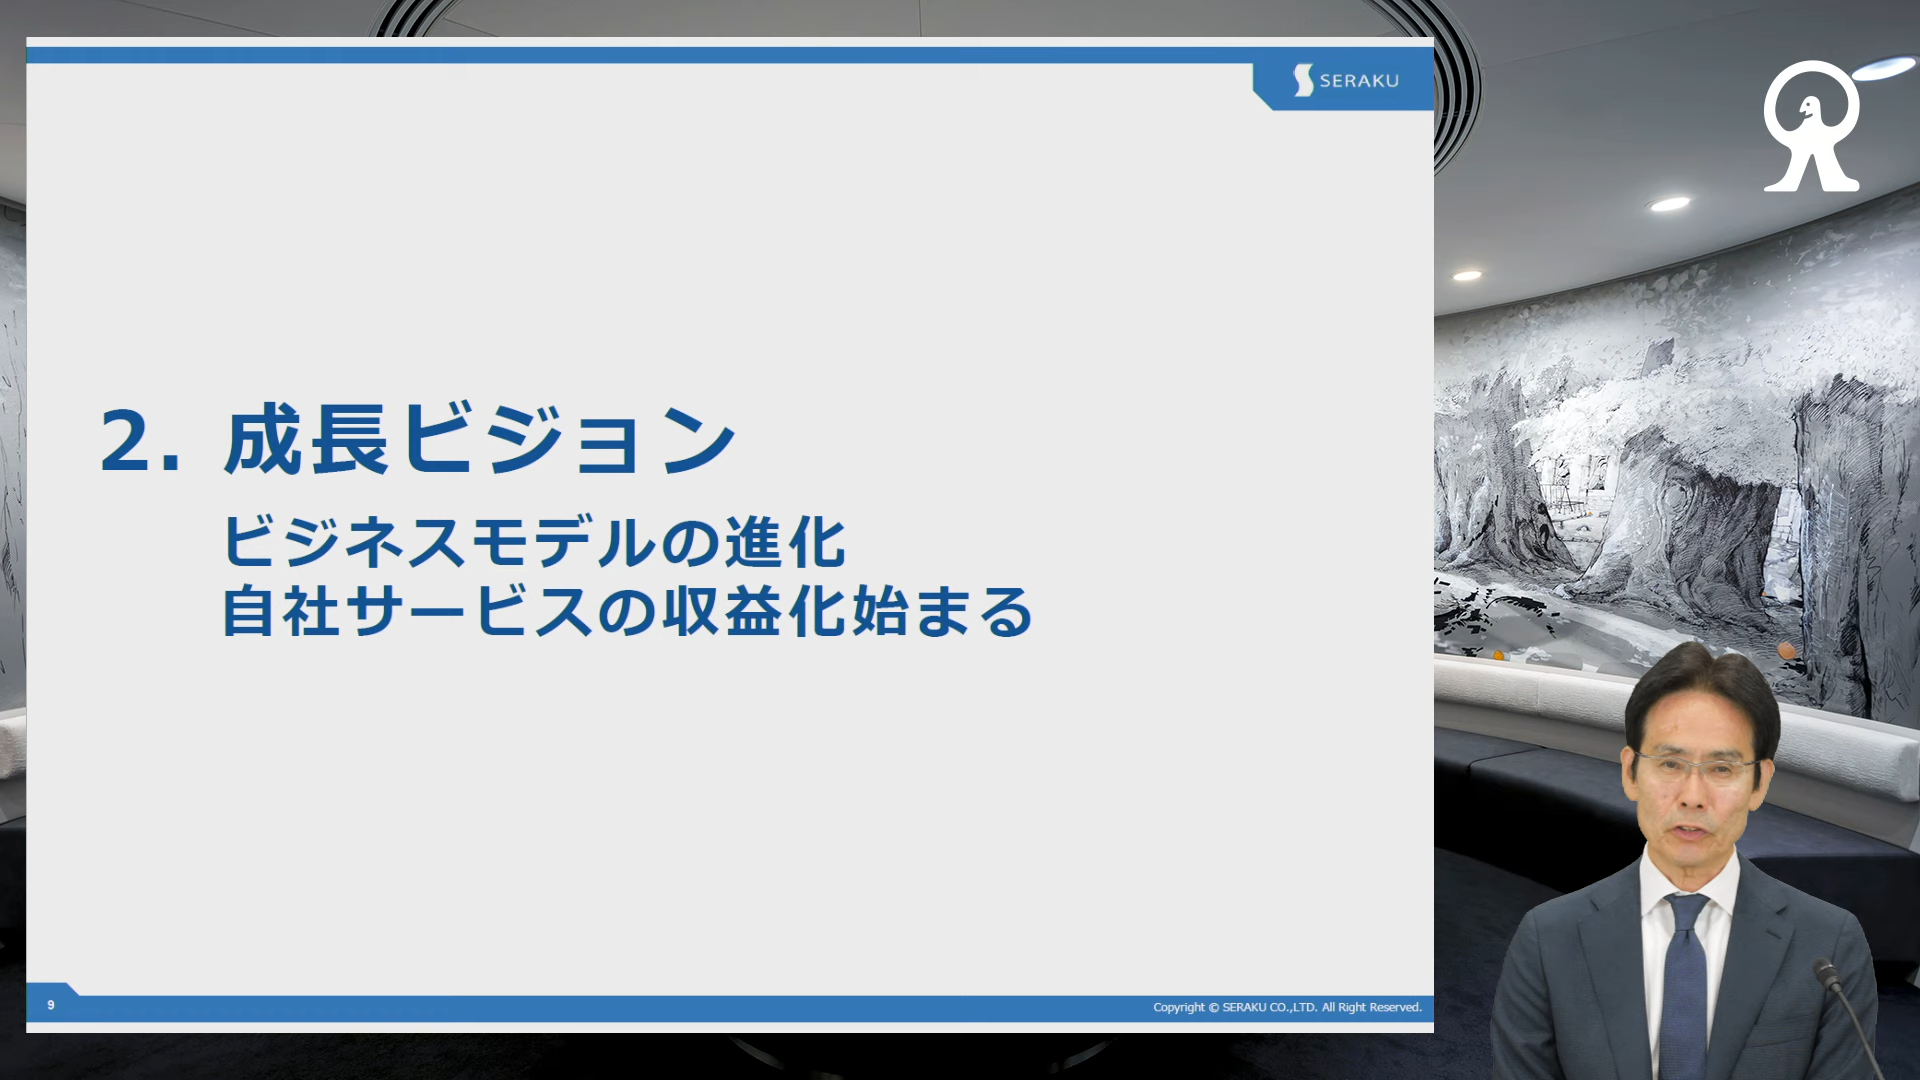 SERAKU
2. 成長ビジョン
ビジネスモデルの進化
自社サービスの収益化始まる
9
Copyright © SERAKU CO.,LTD. All Right Reserved.